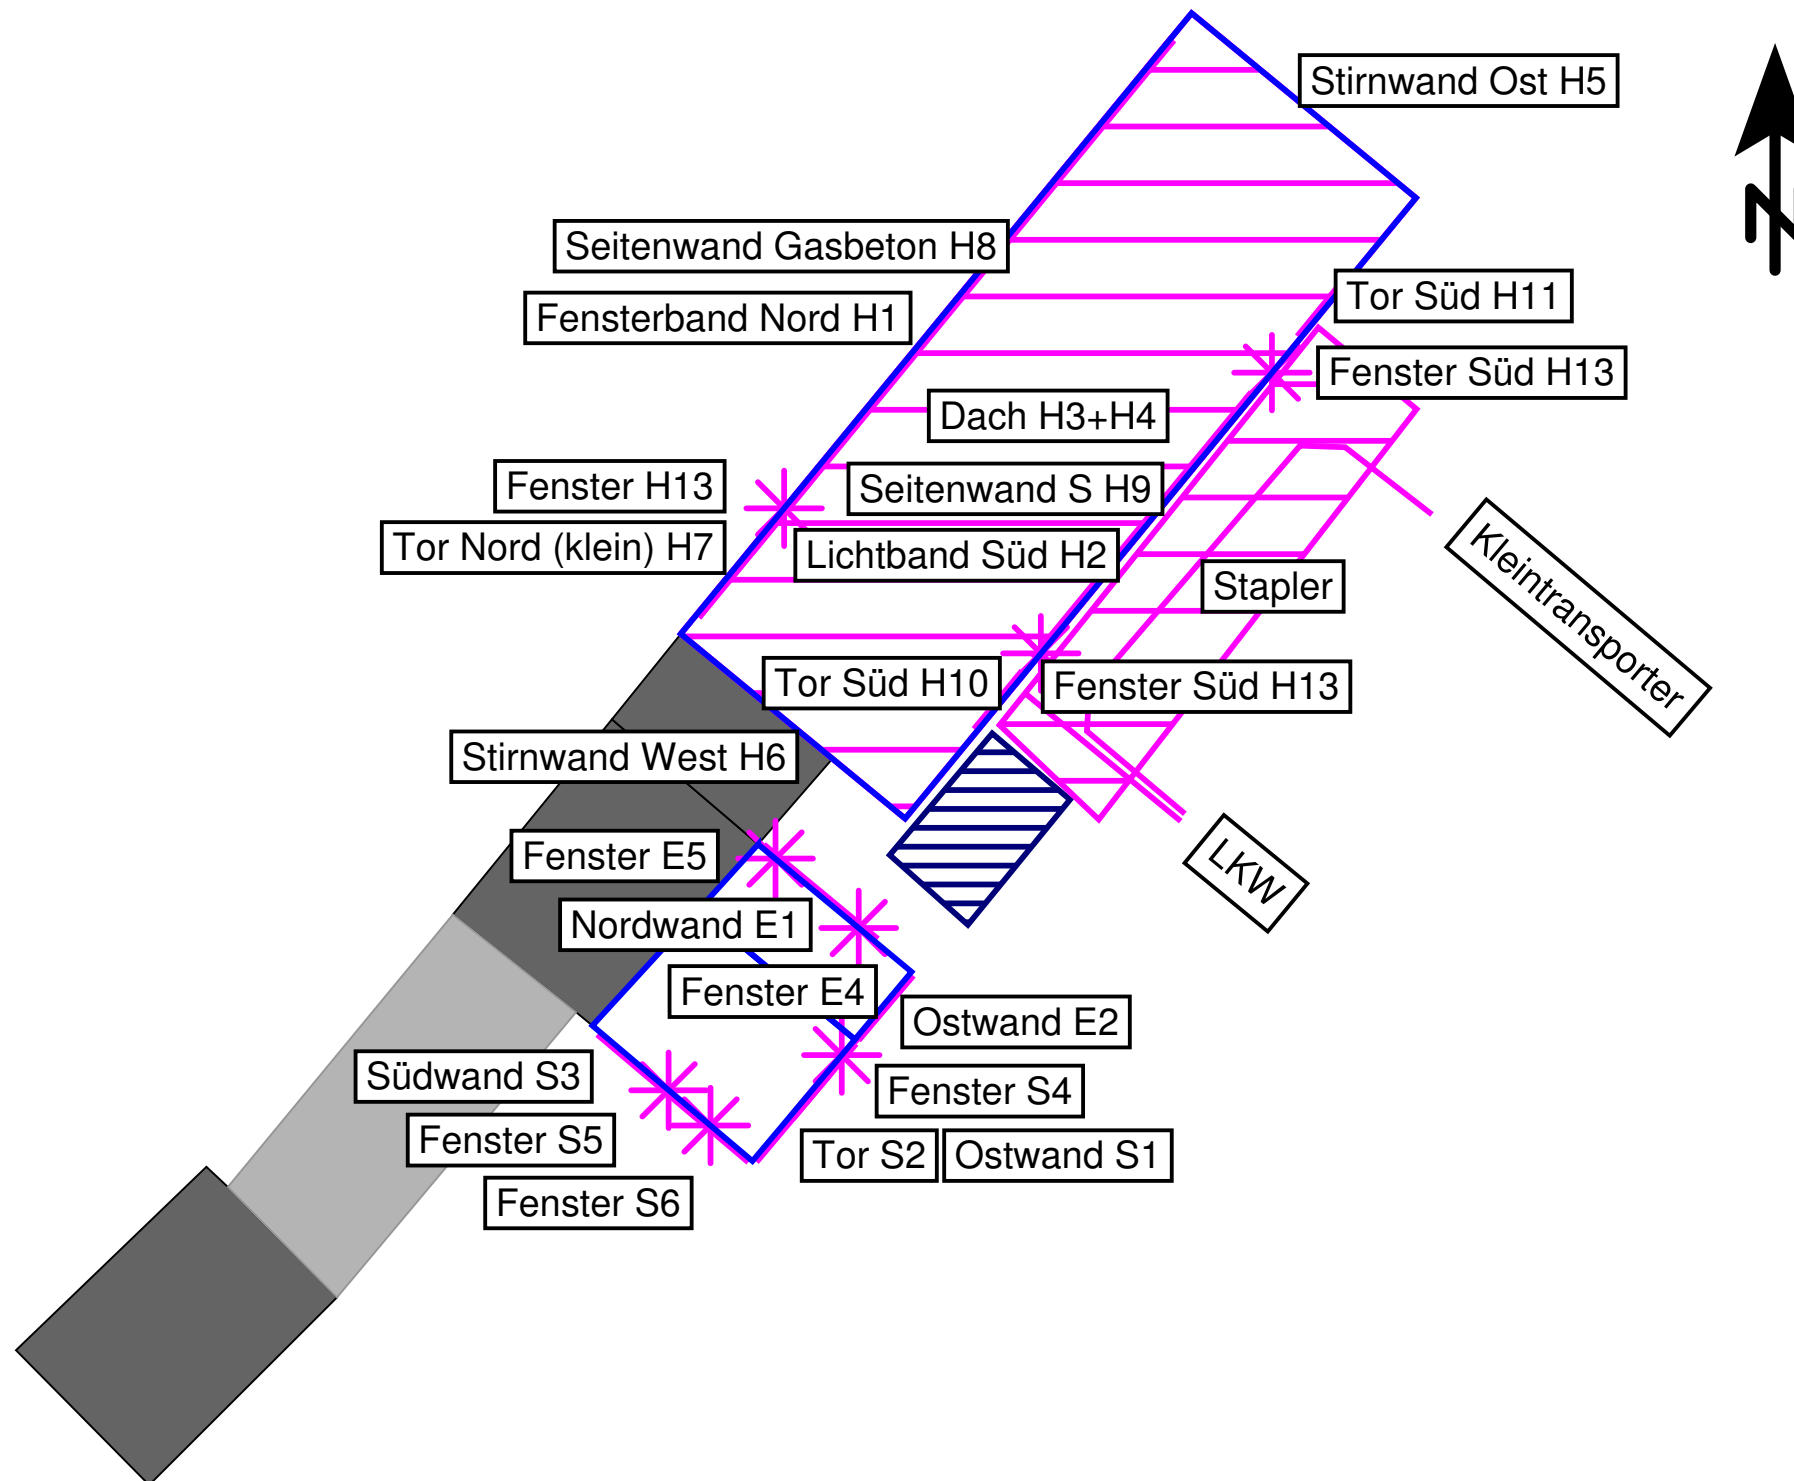 Stirnwand Ost H5
N
Seitenwand Gasbeton H8
Tor Süd H11
Fensterband Nord H1
Fenster Süd H13
Dach H3+H4
Fenster H13
Seitenwand S H9
Tor Nord (klein) H7
Lichtband Süd H2
Stapler
Kleintransporter
Tor Süd H10
Fenster Süd H13
Stirnwand West H6
Fenster E5
LKW
Nordwand E1
Fenster E4
Ostwand E2
Südwand S3
Fenster S4
Fenster S5
Tor S2
Ostwand S1
Fenster S6